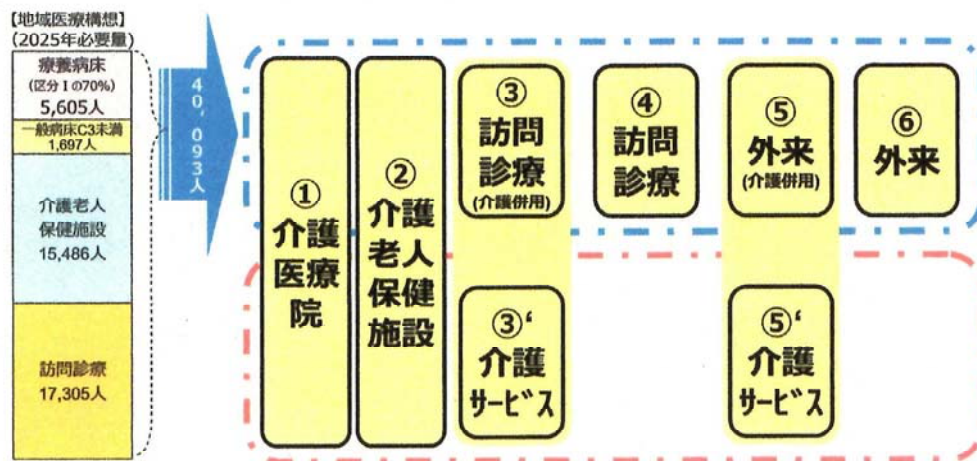 【地域医療構想】
(2025年必要量)
療養病床
(区分Ⅰの70%)
5,605人
一般病床C3未満
1,697人
介護老人
保健施設
15,486人
訪問診療
17,305人
40,093人
①
介護
医療
院
②
介護
老人
保健
施設
③
訪問
診療
(介護併用)
④
訪問
診療
⑤
外来
(介護併用)
⑥
外来
③‘
介護
サービス
⑤‘
介護
サービス